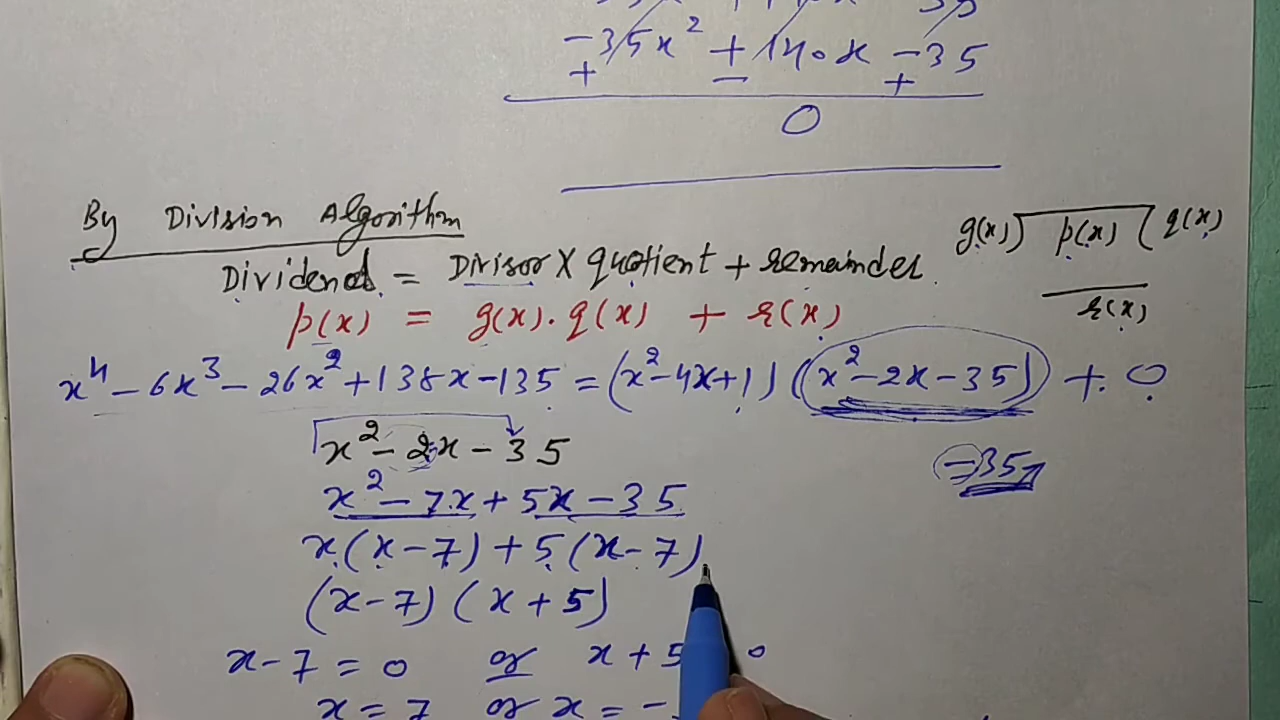 -35x² + 140x - 35
+ - +
0
By Division Algorithm
g(x)) p(x) ( q(x)
Dividend = Divisor X quotient + remainder
r(x)
p(x) = g(x). q(x) + r(x)
x⁴ - 6x³ - 26x² + 138x - 135 = (x² - 4x + 1) (x² - 2x - 35) + 0
x² - 2x - 35
-35
x² - 7x + 5x - 35
x(x - 7) + 5(x - 7)
(x - 7) (x + 5)
x - 7 = 0 or x + 5 0
x = 7 or x = -